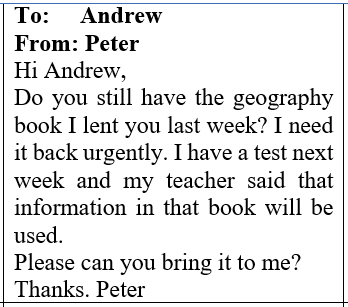 To: Andrew
From: Peter
Hi Andrew,
Do you still have the geography
book I lent you last week? I need
it back urgently. I have a test next
week and my teacher said that
information in that book will be
used.
Please can you bring it to me?
Thanks. Peter